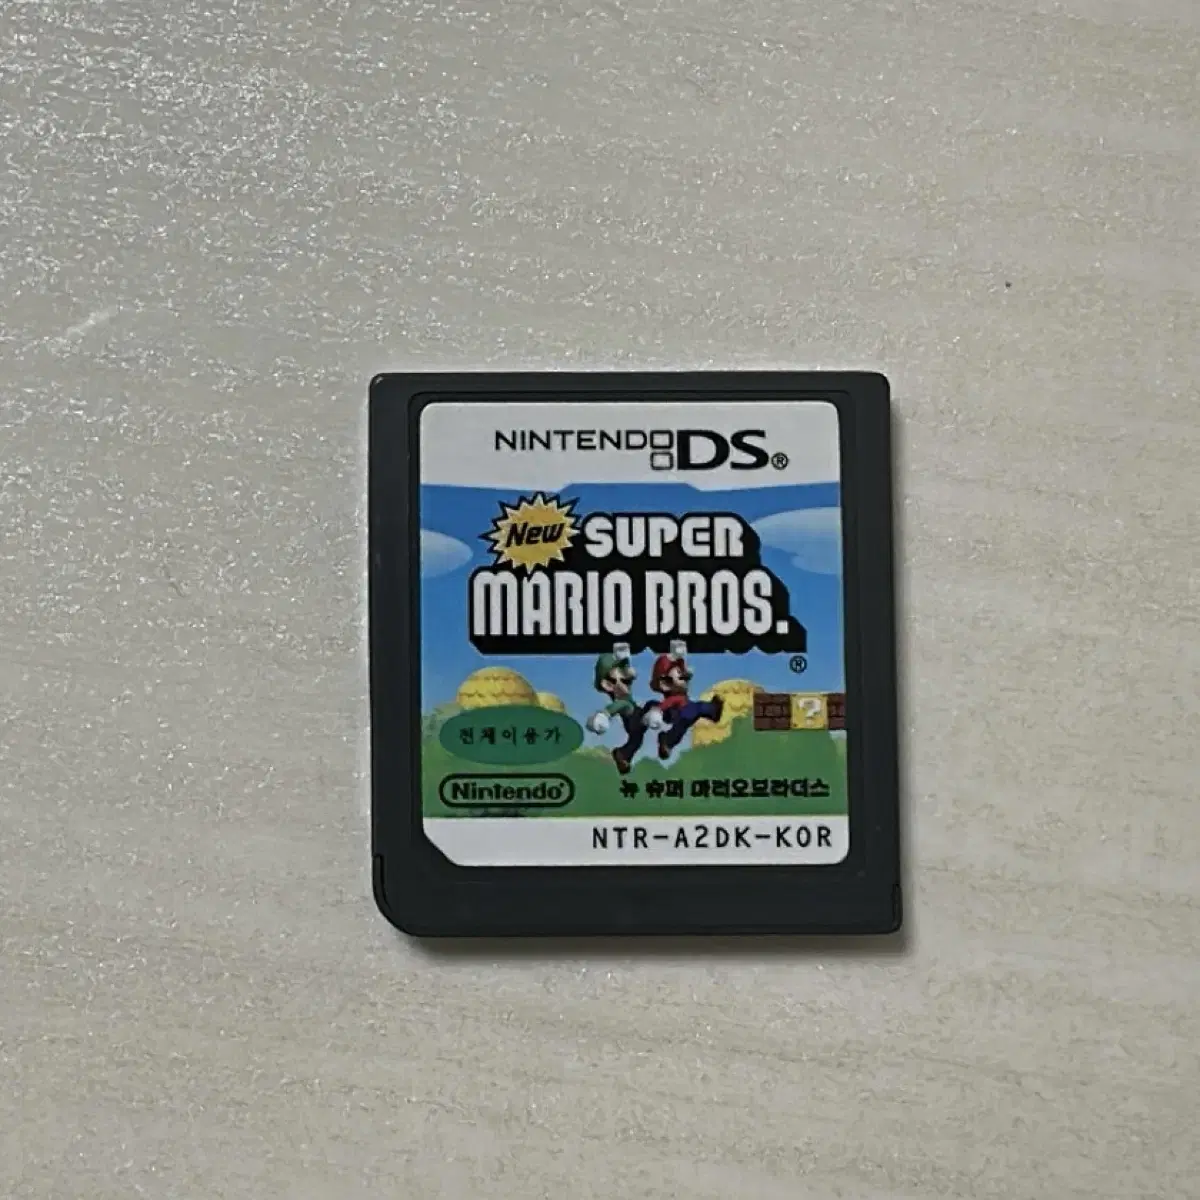 NINTENDO DS®
New SUPER
MARIO BROS.
®
?
전체이용가
Nintendo®
뉴 슈퍼 마리오브라더스
NTR-A2DK-KOR